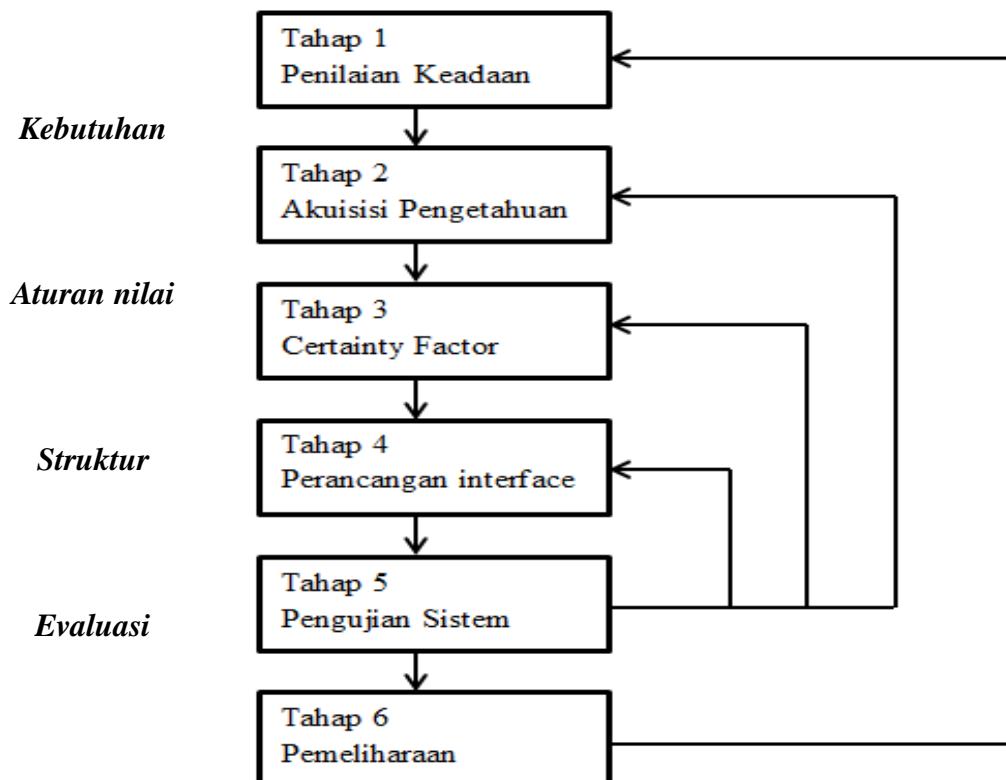 Tahap 1
Penilaian Keadaan
Kebutuhan
Tahap 2
Akuisisi Pengetahuan
Aturan nilai
Tahap 3
Certainty Factor
Struktur
Tahap 4
Perancangan interface
Tahap 5
Pengujian Sistem
Evaluasi
Tahap 6
Pemeliharaan